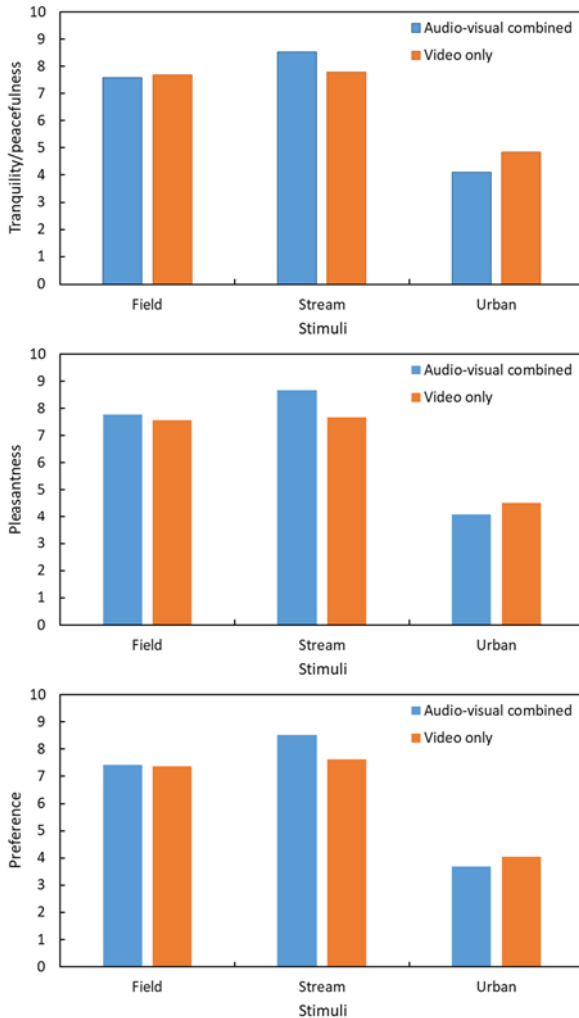 10
9
8
7
6
5
4
3
2
1
0
Tranquility/peacefulness
Audio-visual combined
Video only
Field Stream Urban
Stimuli
10
9
8
7
6
5
4
3
2
1
0
Pleasantness
Audio-visual combined
Video only
Field Stream Urban
Stimuli
10
9
8
7
6
5
4
3
2
1
0
Preference
Audio-visual combined
Video only
Field Stream Urban
Stimuli